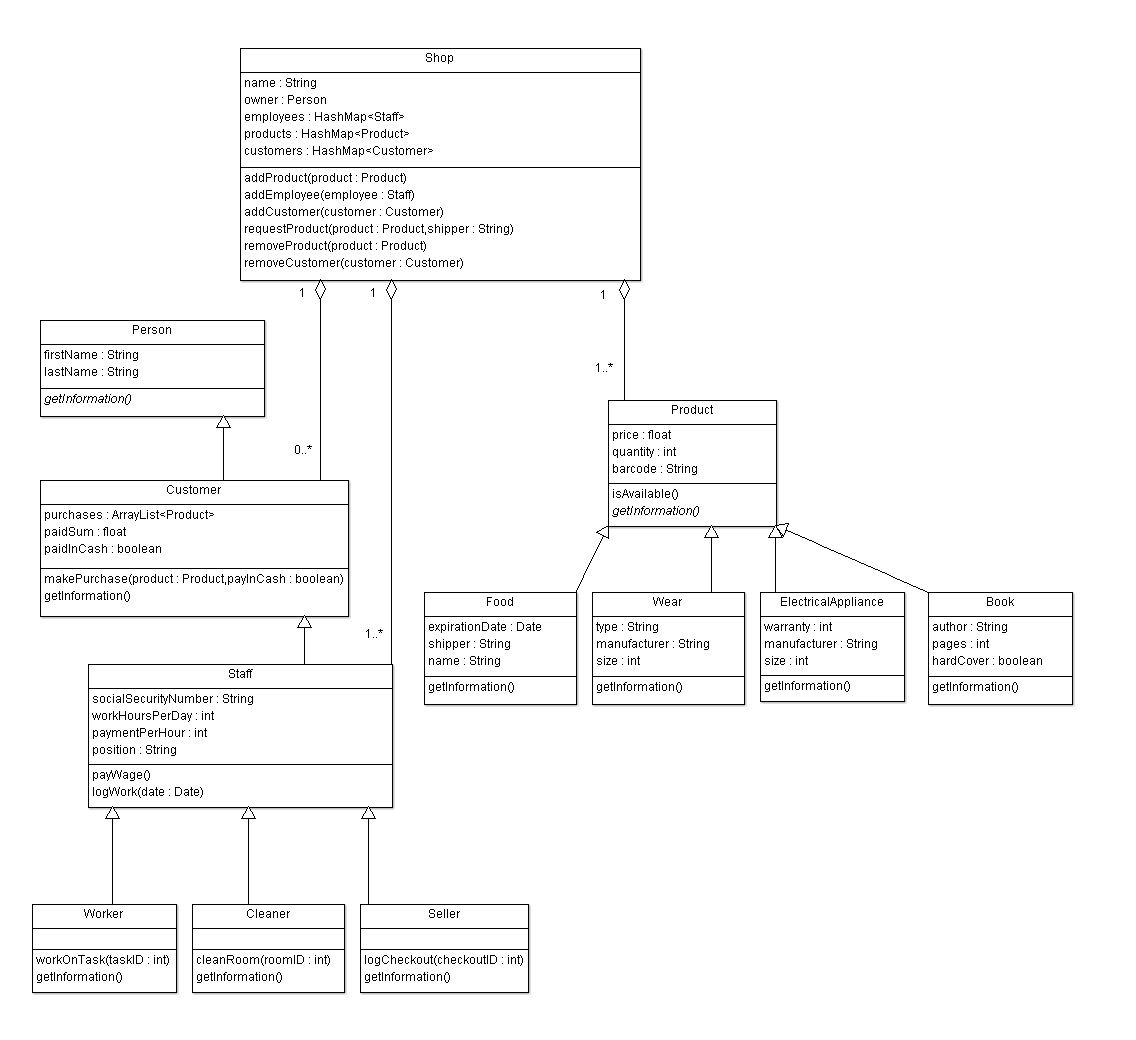 Shop
name : String
owner : Person
employees : HashMap<Staff>
products : HashMap<Product>
customers : HashMap<Customer>
addProduct(product : Product)
addEmployee(employee : Staff)
addCustomer(customer : Customer)
requestProduct(product : Product,shipper : String)
removeProduct(product : Product)
removeCustomer(customer : Customer)
1
1
1
Person
firstName : String
lastName : String
getInformation()
1..*
0..*
Product
price : float
quantity : int
barcode : String
isAvailable()
getInformation()
Customer
purchases : ArrayList<Product>
paidSum : float
paidInCash : boolean
makePurchase(product : Product,payInCash : boolean)
getInformation()
1..*
Food
expirationDate : Date
shipper : String
name : String
getInformation()
Wear
type : String
manufacturer : String
size : int
getInformation()
ElectricalAppliance
warranty : int
manufacturer : String
size : int
getInformation()
Book
author : String
pages : int
hardCover : boolean
getInformation()
Staff
socialSecurityNumber : String
workHoursPerDay : int
paymentPerHour : int
position : String
payWage()
logWork(date : Date)
Worker
workOnTask(taskID : int)
getInformation()
Cleaner
cleanRoom(roomID : int)
getInformation()
Seller
logCheckout(checkoutID : int)
getInformation()